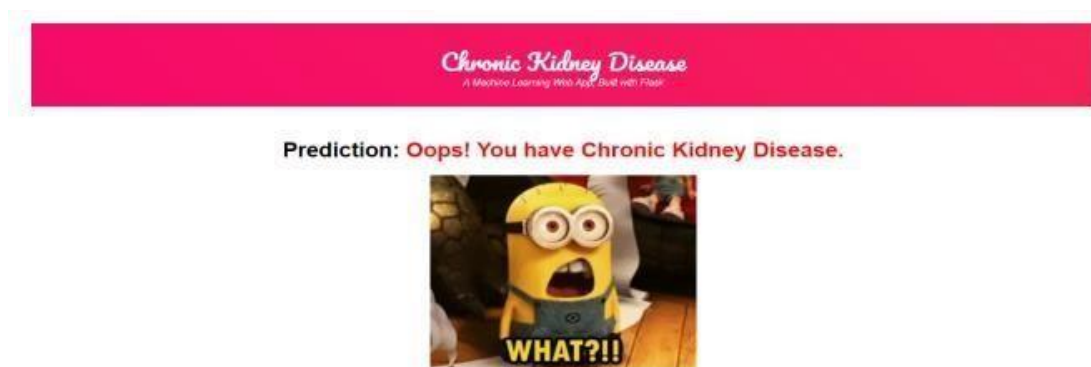 Chronic Kidney Disease
A Machine Learning Web App, Built with Flask
Prediction: Oops! You have Chronic Kidney Disease.
WHAT?!!